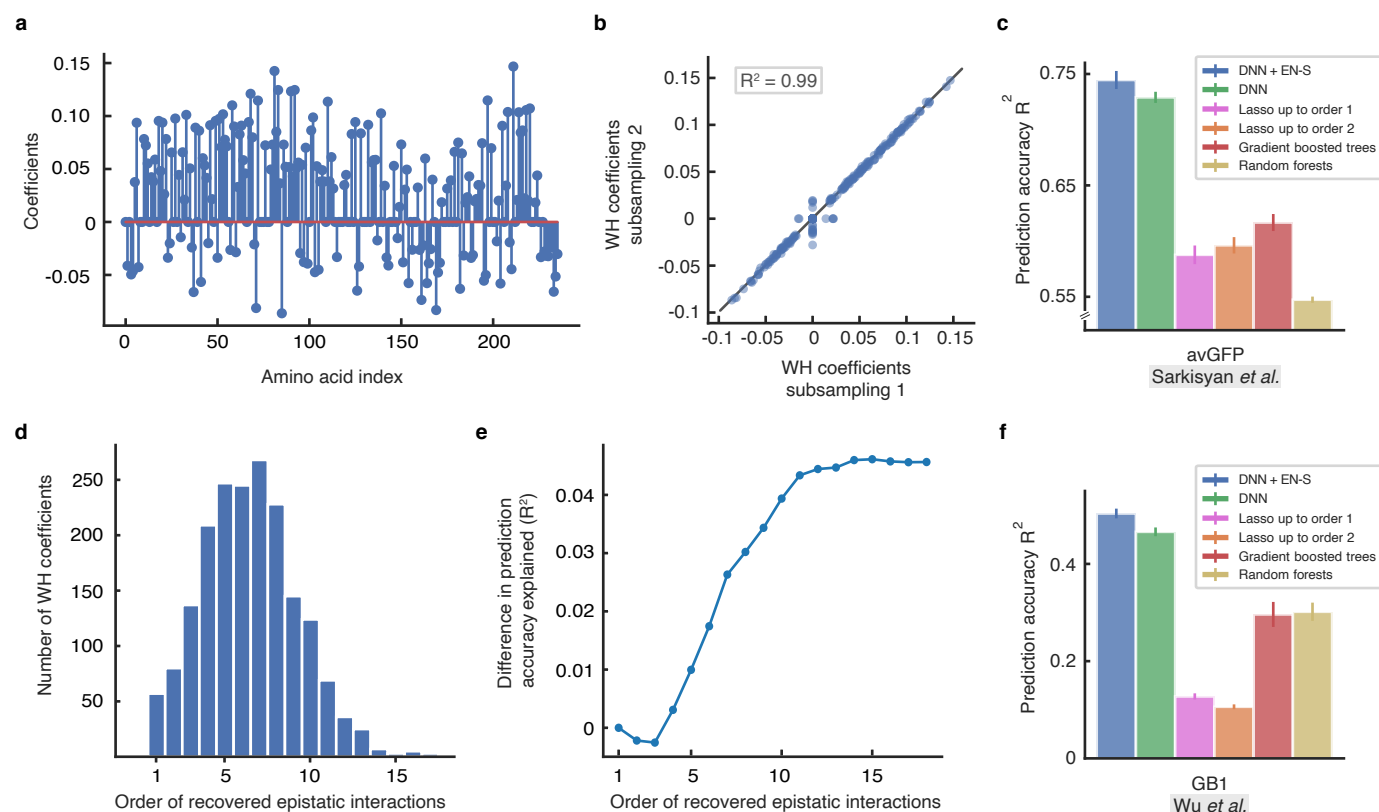 a
0.15
0.10
0.05
0
-0.05
Coefficients
0
50
100
150
200
Amino acid index
b
R² = 0.99
0.15
0.1
0.05
0
-0.05
-0.1
WH coefficients
subsampling 2
-0.1
-0.05
0
0.05
0.1
0.15
WH coefficients
subsampling 1
c
DNN + EN-S
DNN
Lasso up to order 1
Lasso up to order 2
Gradient boosted trees
Random forests
0.75
0.65
0.55
Prediction accuracy R²
avGFP
Sarkisyan et al.
d
250
200
150
100
50
Number of WH coefficients
1
5
10
15
Order of recovered epistatic interactions
e
0.04
0.03
0.02
0.01
0
Difference in prediction
accuracy explained (R²)
1
5
10
15
Order of recovered epistatic interactions
f
DNN + EN-S
DNN
Lasso up to order 1
Lasso up to order 2
Gradient boosted trees
Random forests
0.4
0.2
0
Prediction accuracy R²
GB1
Wu et al.